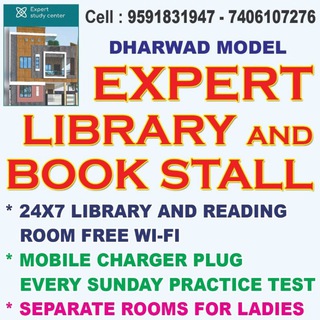 Expert
study center
Cell : 9591831947 - 7406107276
DHARWAD MODEL
EXPERT
LIBRARY AND
BOOK STALL
* 24X7 LIBRARY AND READING
ROOM FREE WI-FI
* MOBILE CHARGER PLUG
EVERY SUNDAY PRACTICE TEST
* SEPARATE ROOMS FOR LADIES